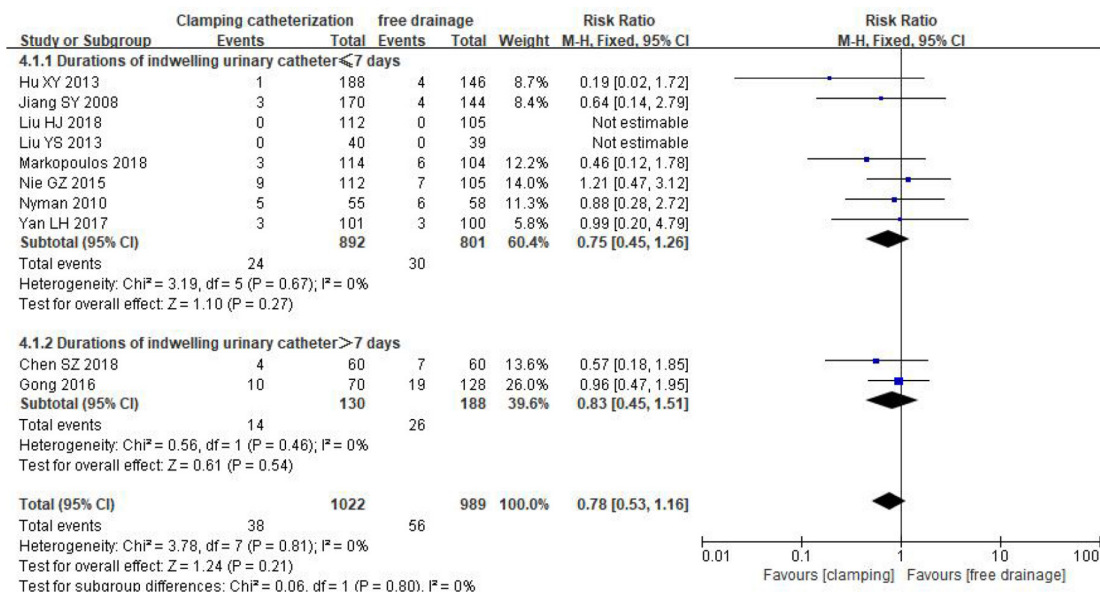 Clamping catheterization free drainage Risk Ratio Risk Ratio
Study or Subgroup Events Total Events Total Weight M-H, Fixed, 95% CI M-H, Fixed, 95% CI
4.1.1 Durations of indwelling urinary catheter⩽7 days
Hu XY 2013 1 188 4 146 8.7% 0.19 [0.02, 1.72]
Jiang SY 2008 3 170 4 144 8.4% 0.64 [0.14, 2.79]
Liu HJ 2018 0 112 0 105 Not estimable
Liu YS 2013 0 40 0 39 Not estimable
Markopoulos 2018 3 114 6 104 12.2% 0.46 [0.12, 1.78]
Nie GZ 2015 9 112 7 105 14.0% 1.21 [0.47, 3.12]
Nyman 2010 5 55 6 58 11.3% 0.88 [0.28, 2.72]
Yan LH 2017 3 101 3 100 5.8% 0.99 [0.20, 4.79]
Subtotal (95% CI) 892 801 60.4% 0.75 [0.45, 1.26]
Total events 24 30
Heterogeneity: Chi² = 3.19, df = 5 (P = 0.67); I² = 0%
Test for overall effect: Z = 1.10 (P = 0.27)
4.1.2 Durations of indwelling urinary catheter>7 days
Chen SZ 2018 4 60 7 60 13.6% 0.57 [0.18, 1.85]
Gong 2016 10 70 19 128 26.0% 0.96 [0.47, 1.95]
Subtotal (95% CI) 130 188 39.6% 0.83 [0.45, 1.51]
Total events 14 26
Heterogeneity: Chi² = 0.56, df = 1 (P = 0.46); I² = 0%
Test for overall effect: Z = 0.61 (P = 0.54)
Total (95% CI) 1022 989 100.0% 0.78 [0.53, 1.16]
Total events 38 56
Heterogeneity: Chi² = 3.78, df = 7 (P = 0.81); I² = 0%
Test for overall effect: Z = 1.24 (P = 0.21)
Test for subgroup differences: Chi² = 0.06, df = 1 (P = 0.80), I² = 0%
0.01 0.1 1 10 100
Favours [clamping] Favours [free drainage]